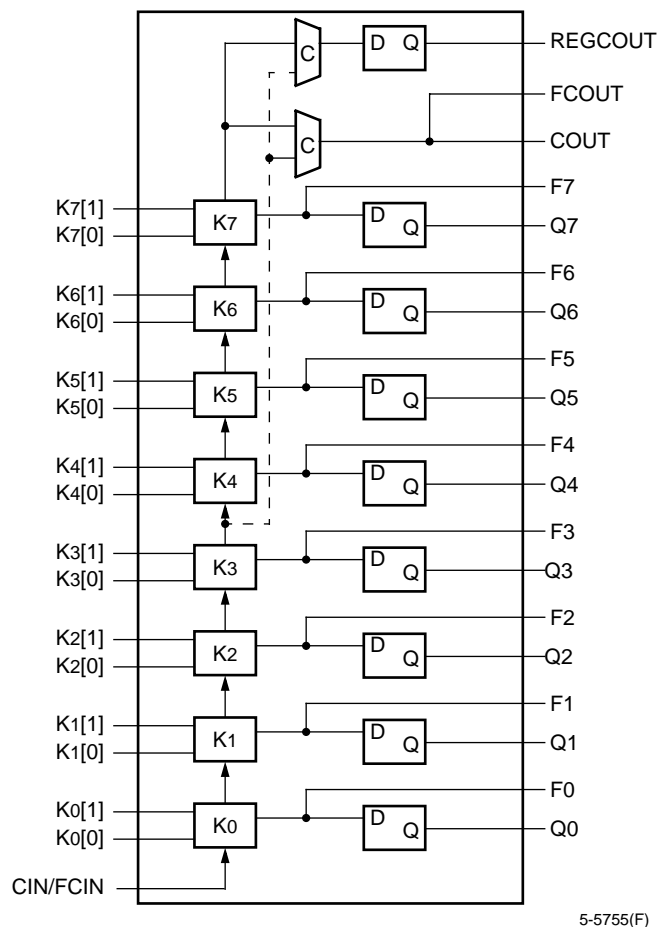 C
D Q
REGCOUT
FCOUT
C
COUT
F7
K7[1]
K7[0]
K7
D Q
Q7
F6
K6[1]
K6[0]
K6
D Q
Q6
F5
K5[1]
K5[0]
K5
D Q
Q5
F4
K4[1]
K4[0]
K4
D Q
Q4
F3
K3[1]
K3[0]
K3
D Q
Q3
F2
K2[1]
K2[0]
K2
D Q
Q2
F1
K1[1]
K1[0]
K1
D Q
Q1
F0
K0[1]
K0[0]
K0
D Q
Q0
CIN/FCIN
5-5755(F)